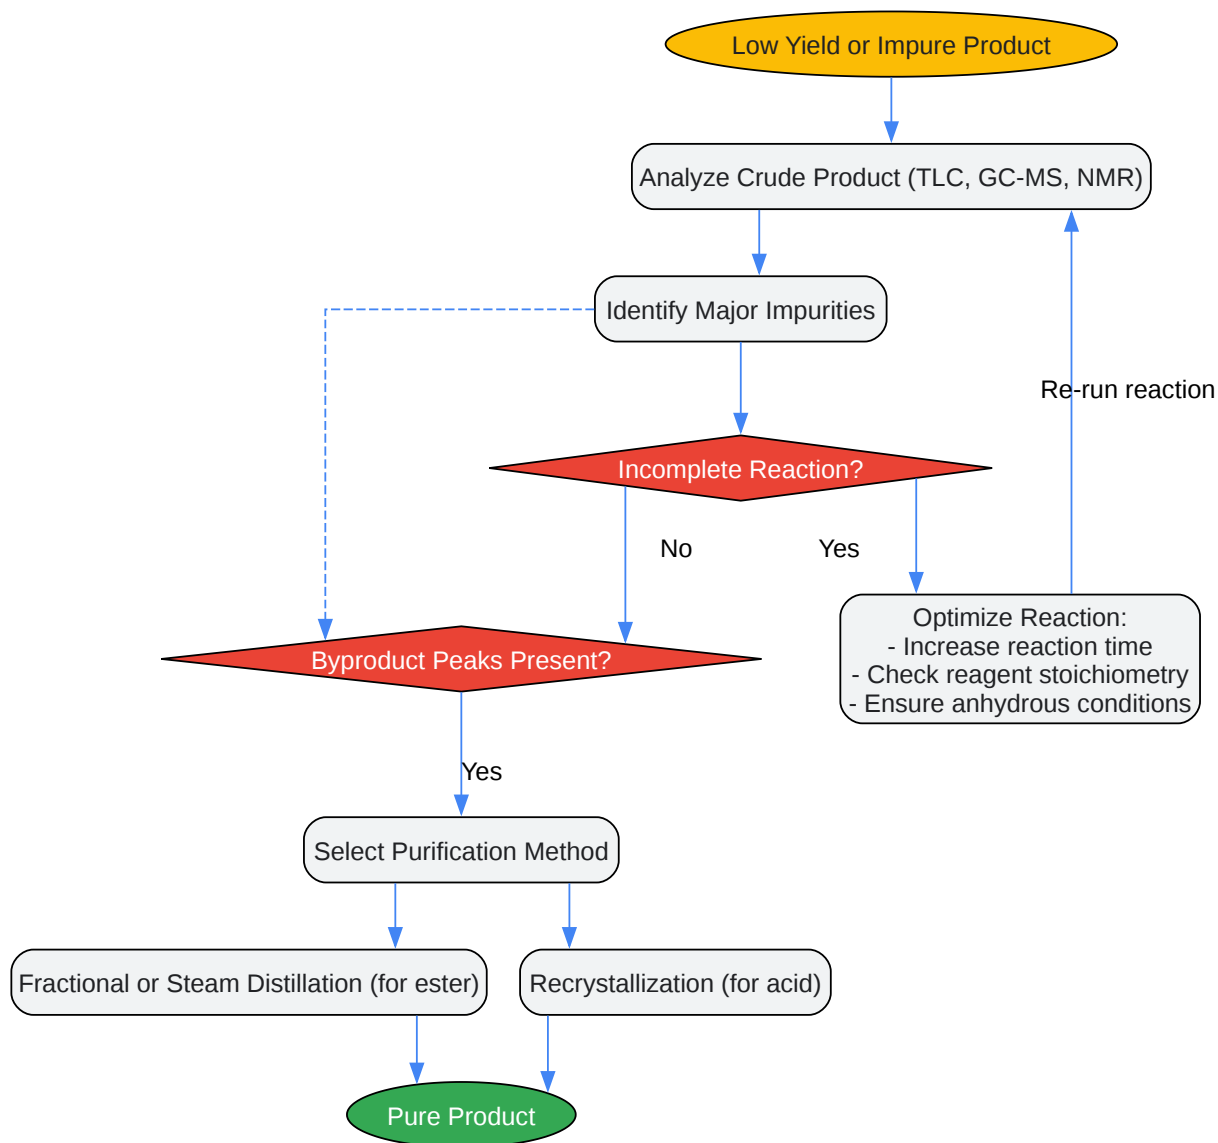 Low Yield or Impure Product
Analyze Crude Product (TLC, GC-MS, NMR)
Identify Major Impurities
Re-run reaction
Incomplete Reaction?
No
Yes
Optimize Reaction:
- Increase reaction time
- Check reagent stoichiometry
- Ensure anhydrous conditions
Byproduct Peaks Present?
Yes
Select Purification Method
Fractional or Steam Distillation (for ester)
Recrystallization (for acid)
Pure Product